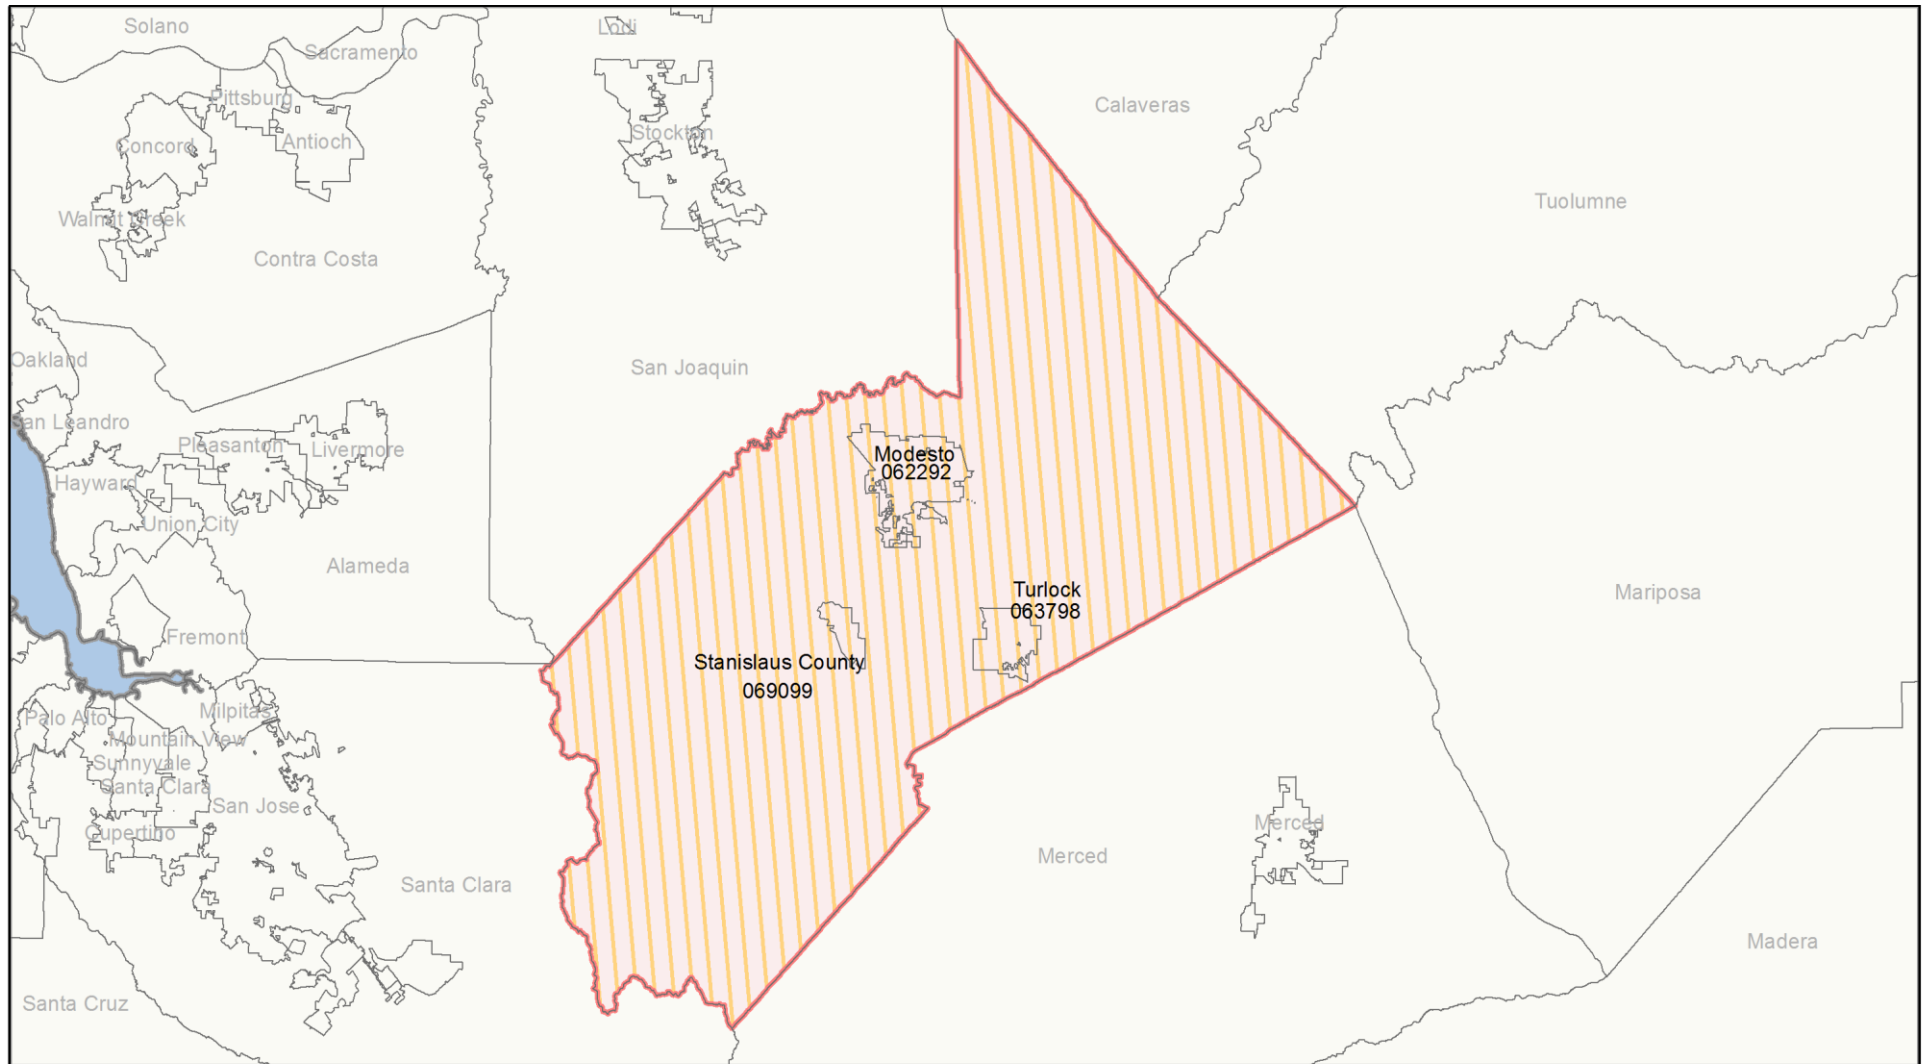 Solano
Lodi
Sacramento
Pittsburg
Calaveras
Stockton
Antioch
Concord
Tuolumne
Walnut Creek
Contra Costa
Oakland
San Joaquin
San Leandro
Pleasanton
Livermore
Modesto
062292
Hayward
Union City
Alameda
Turlock
063798
Mariposa
Fremont
Stanislaus County
069099
Milpitas
Palo Alto
Mountain View
Sunnyvale
Santa Clara
San Jose
Merced
Cupertino
Merced
Santa Clara
Madera
Santa Cruz